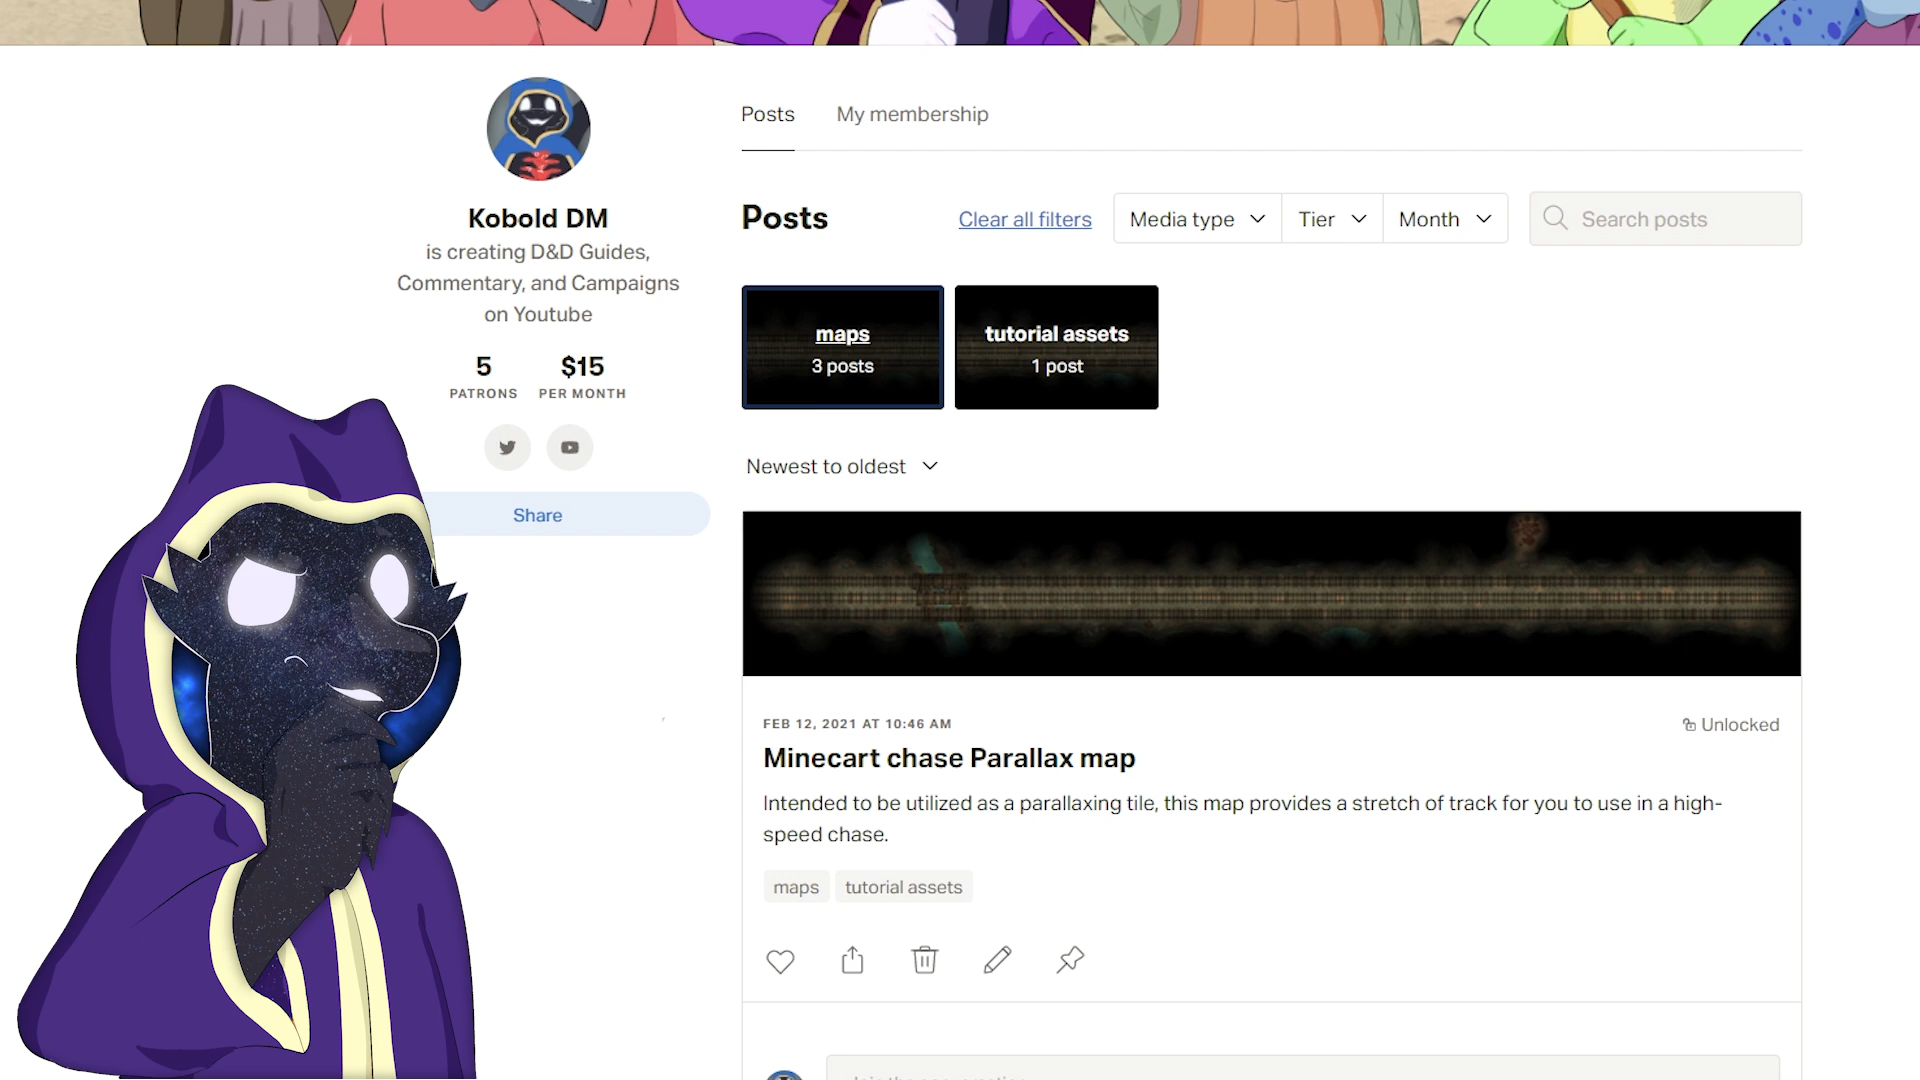 Kobold DM
is creating D&D Guides,
Commentary, and Campaigns
on Youtube
5
PATRONS
$15
PER MONTH
Share
Posts
My membership
Posts
Clear all filters
Media type
Tier
Month
Search posts
maps
3 posts
tutorial assets
1 post
Newest to oldest
FEB 12, 2021 AT 10:46 AM
Unlocked
Minecart chase Parallax map
Intended to be utilized as a parallaxing tile, this map provides a stretch of track for you to use in a high-
speed chase.
maps
tutorial assets